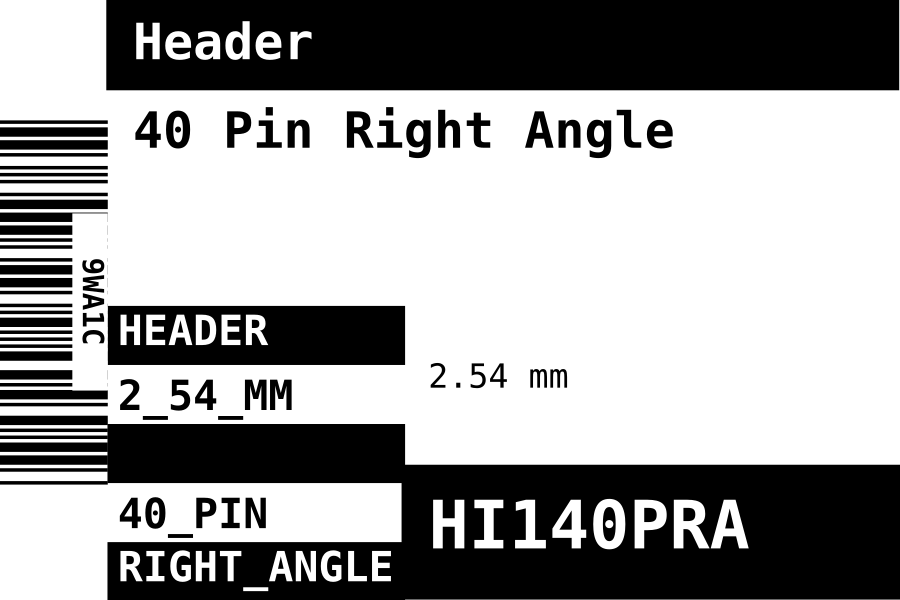 Header
40 Pin Right Angle
9WA1C
HEADER
2_54_MM
2.54 mm
40_PIN
RIGHT_ANGLE
HI140PRA